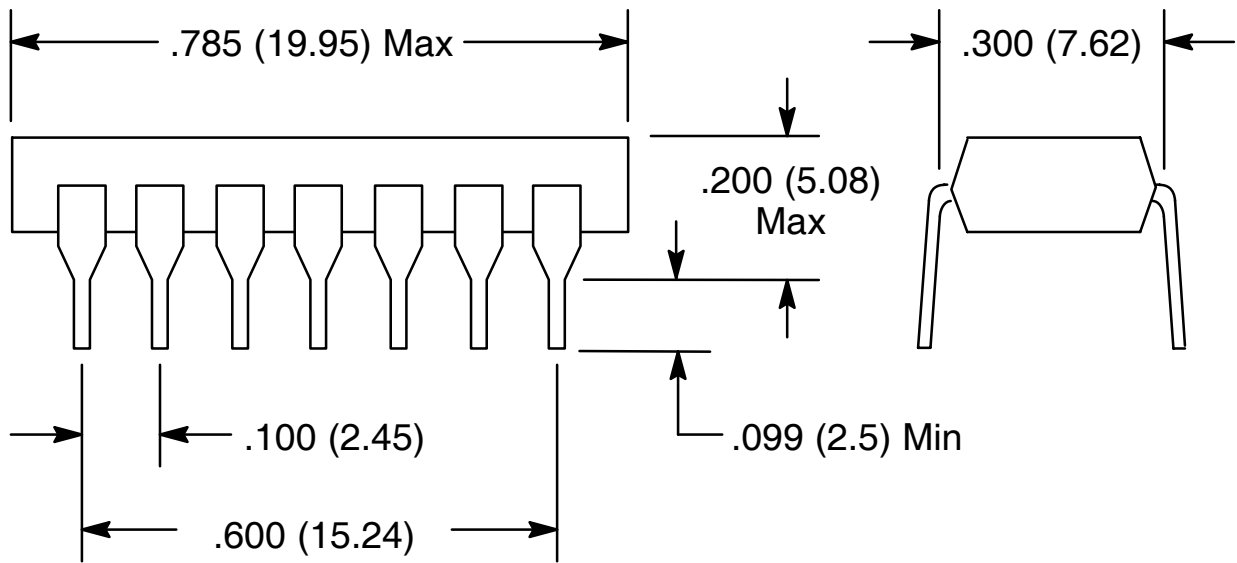 .785 (19.95) Max
.300 (7.62)
.200 (5.08)
Max
.100 (2.45)
.099 (2.5) Min
.600 (15.24)